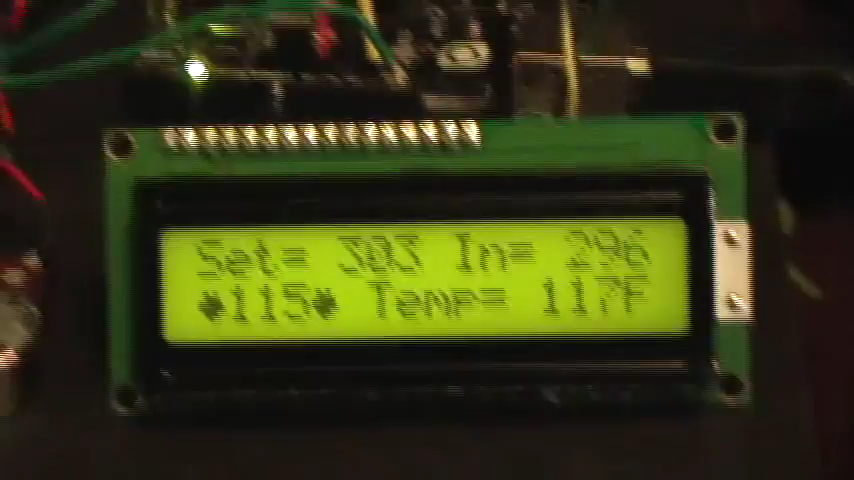 Set= 303 In= 296
*115* Temp= 117F